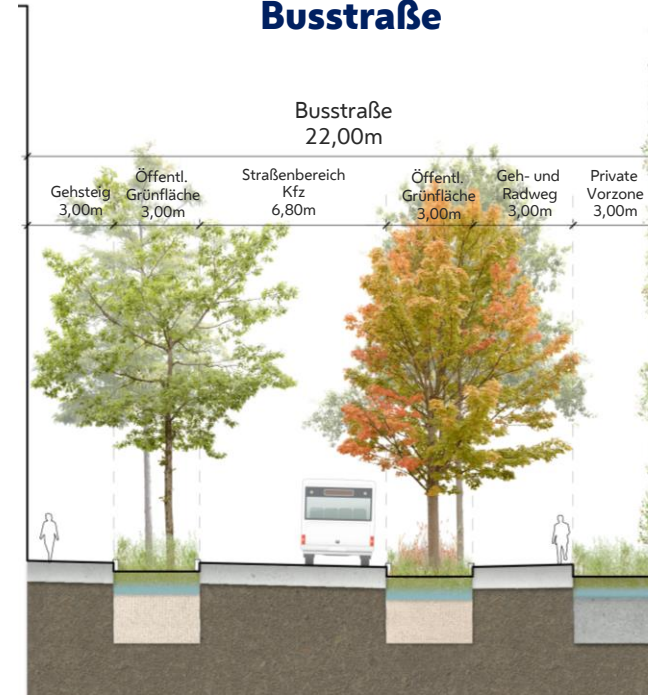 Busstraße
Busstraße
22,00m
Gehsteig
3,00m
Öffentl.
Grünfläche
3,00m
Straßenbereich
Kfz
6,80m
Öffentl.
Grünfläche
3,00m
Geh- und
Radweg
3,00m
Private
Vorzone
3,00m